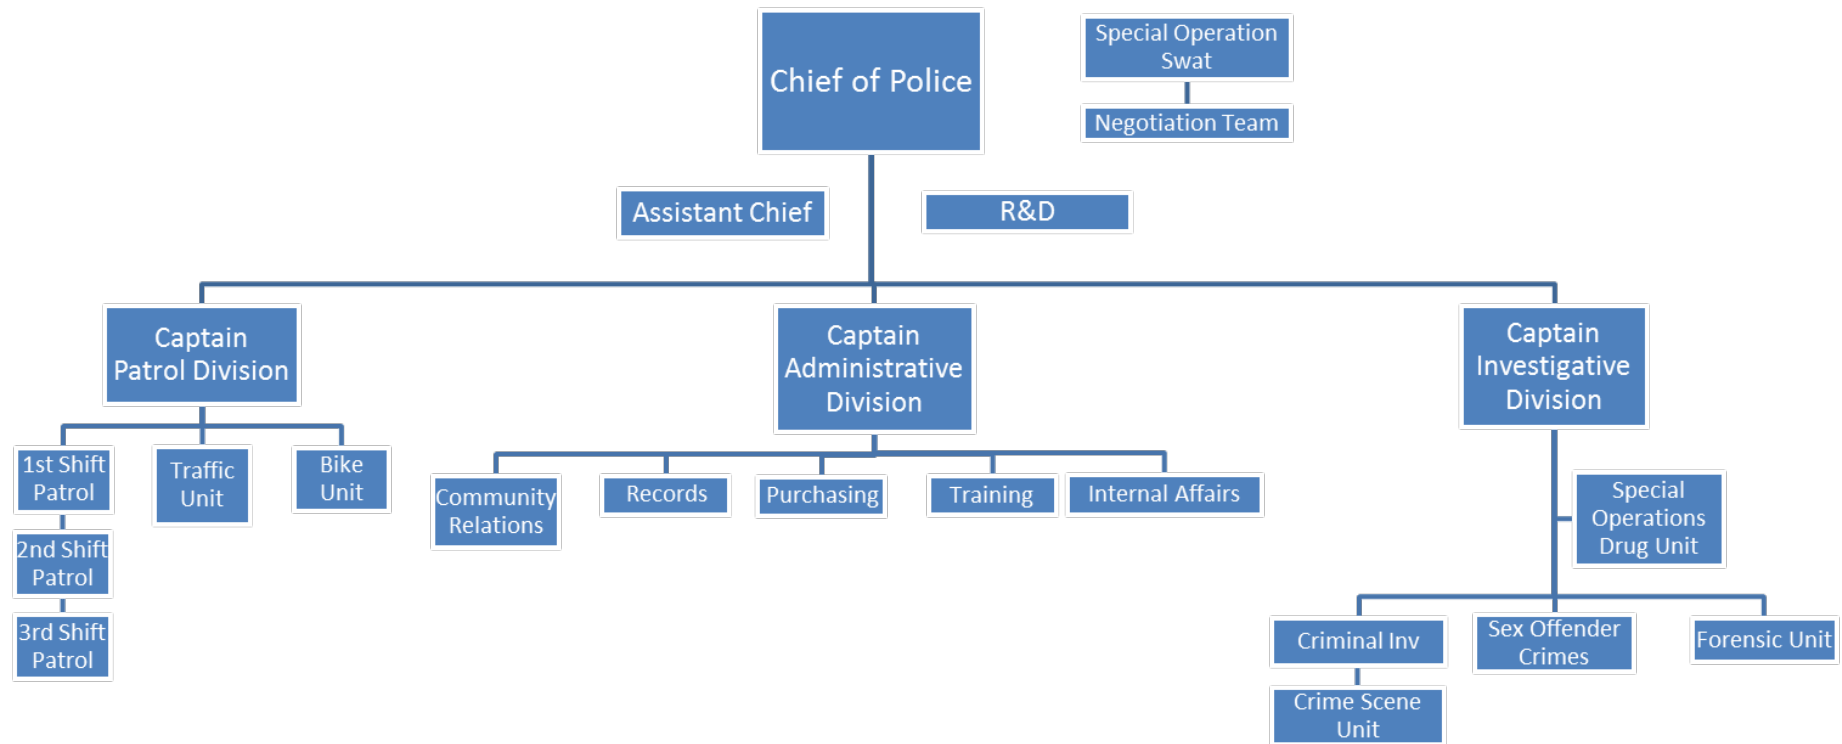 Chief of Police
Special Operation
Swat
Negotiation Team
Assistant Chief
R&D
Captain
Patrol Division
Captain
Administrative
Division
Captain
Investigative
Division
1st Shift
Patrol
Traffic
Unit
Bike
Unit
2nd Shift
Patrol
3rd Shift
Patrol
Community
Relations
Records
Purchasing
Training
Internal Affairs
Special
Operations
Drug Unit
Criminal Inv
Sex Offender
Crimes
Forensic Unit
Crime Scene
Unit